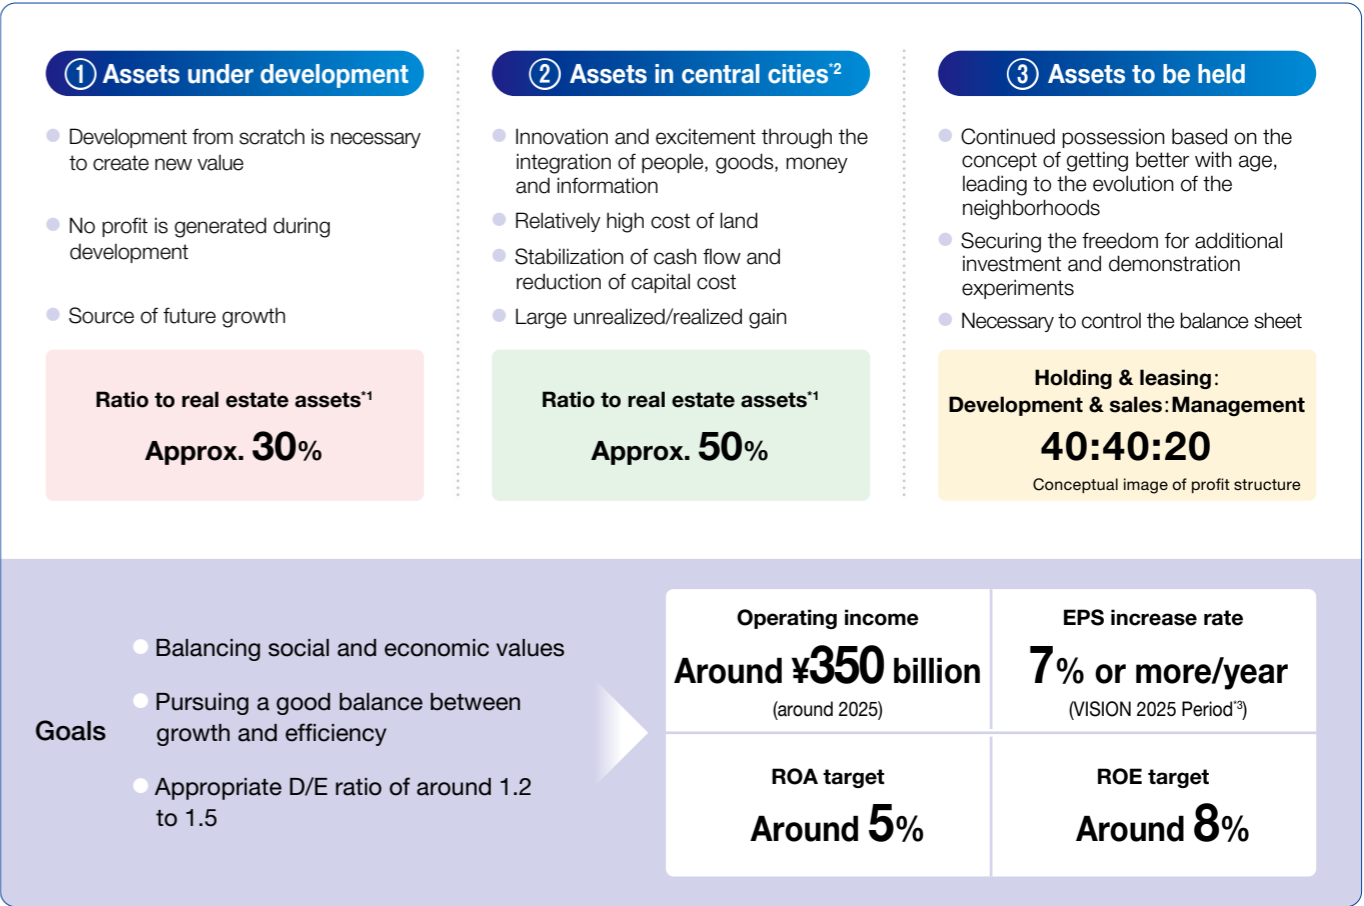 ① Assets under development
Development from scratch is necessary
to create new value
No profit is generated during
development
Source of future growth
Ratio to real estate assets*1
Approx. 30%
② Assets in central cities*2
Innovation and excitement through the
integration of people, goods, money
and information
Relatively high cost of land
Stabilization of cash flow and
reduction of capital cost
Large unrealized/realized gain
Ratio to real estate assets*1
Approx. 50%
③ Assets to be held
Continued possession based on the
concept of getting better with age,
leading to the evolution of the
neighborhoods
Securing the freedom for additional
investment and demonstration
experiments
Necessary to control the balance sheet
Holding & leasing:
Development & sales:Management
40:40:20
Conceptual image of profit structure
Goals
Balancing social and economic values
Pursuing a good balance between
growth and efficiency
Appropriate D/E ratio of around 1.2
to 1.5
Operating income
Around ¥350 billion
(around 2025)
EPS increase rate
7% or more/year
(VISION 2025 Period*3)
ROA target
Around 5%
ROE target
Around 8%